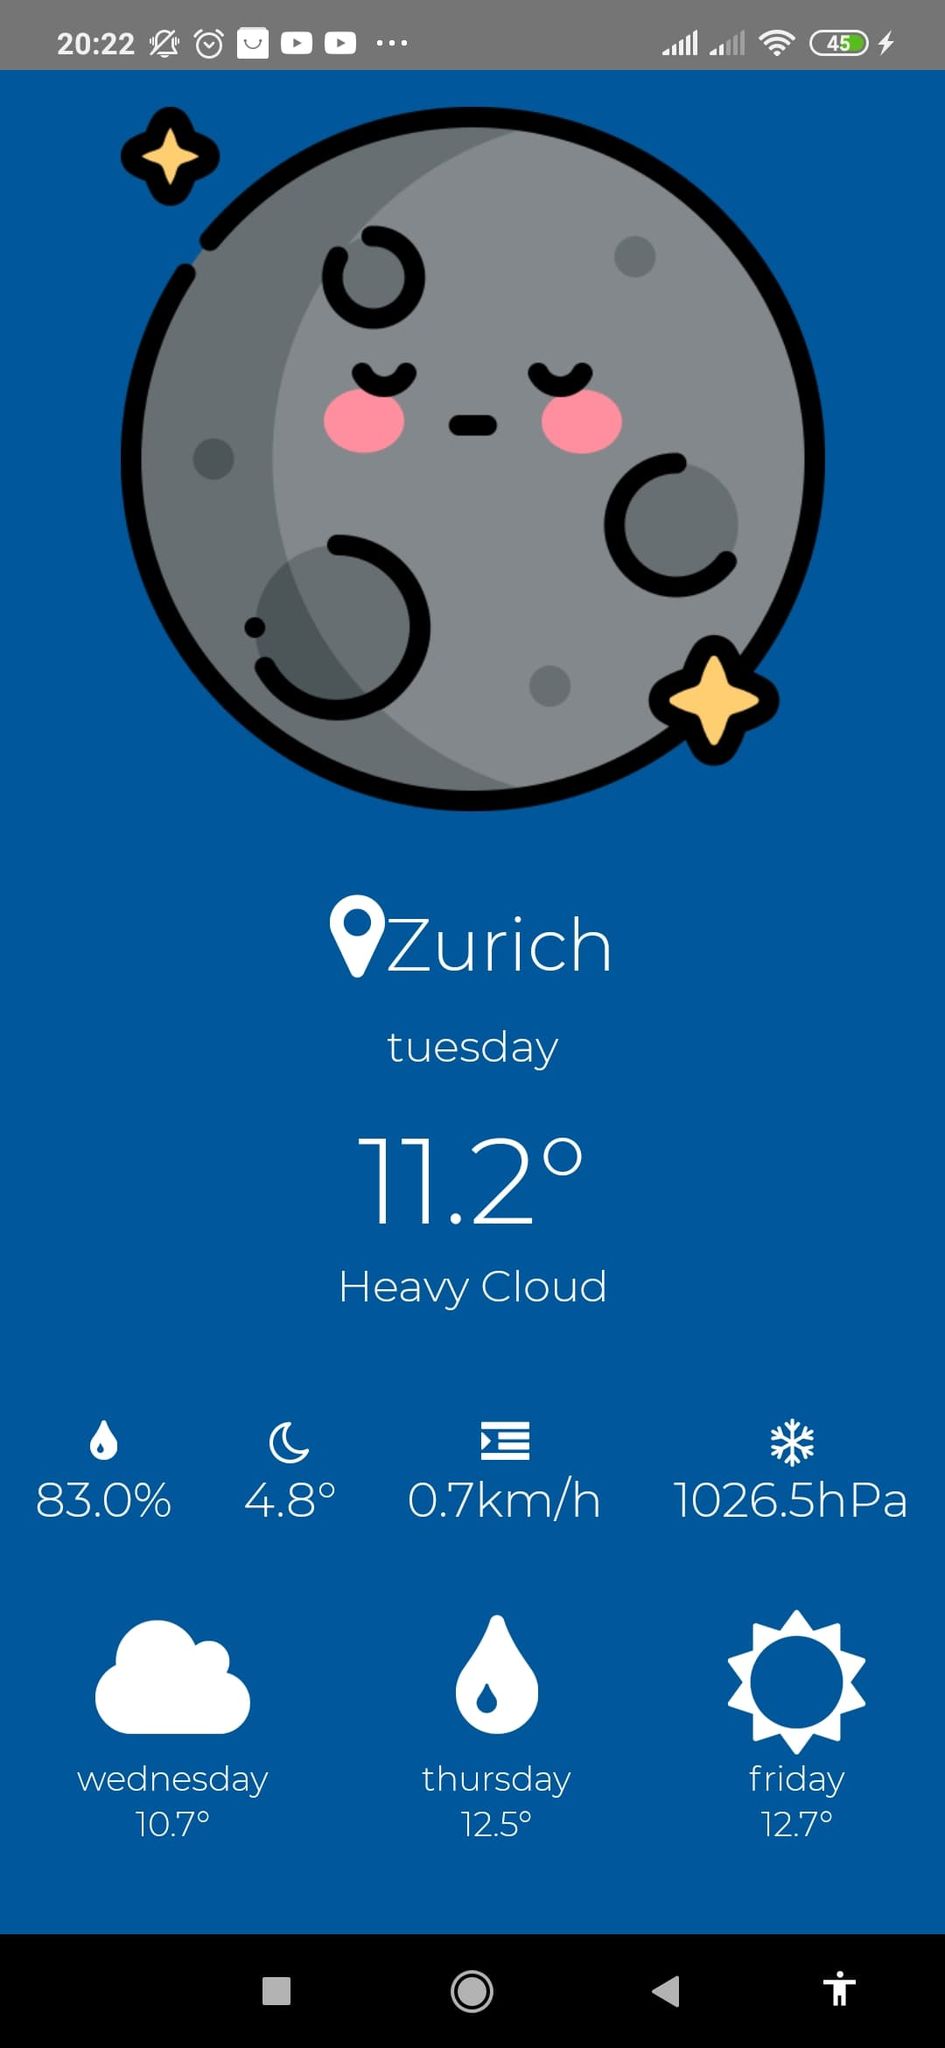 20:22 45
Zurich
tuesday
11.2°
Heavy Cloud
83.0% 4.8° 0.7km/h 1026.5hPa
wednesday thursday friday
10.7° 12.5° 12.7°